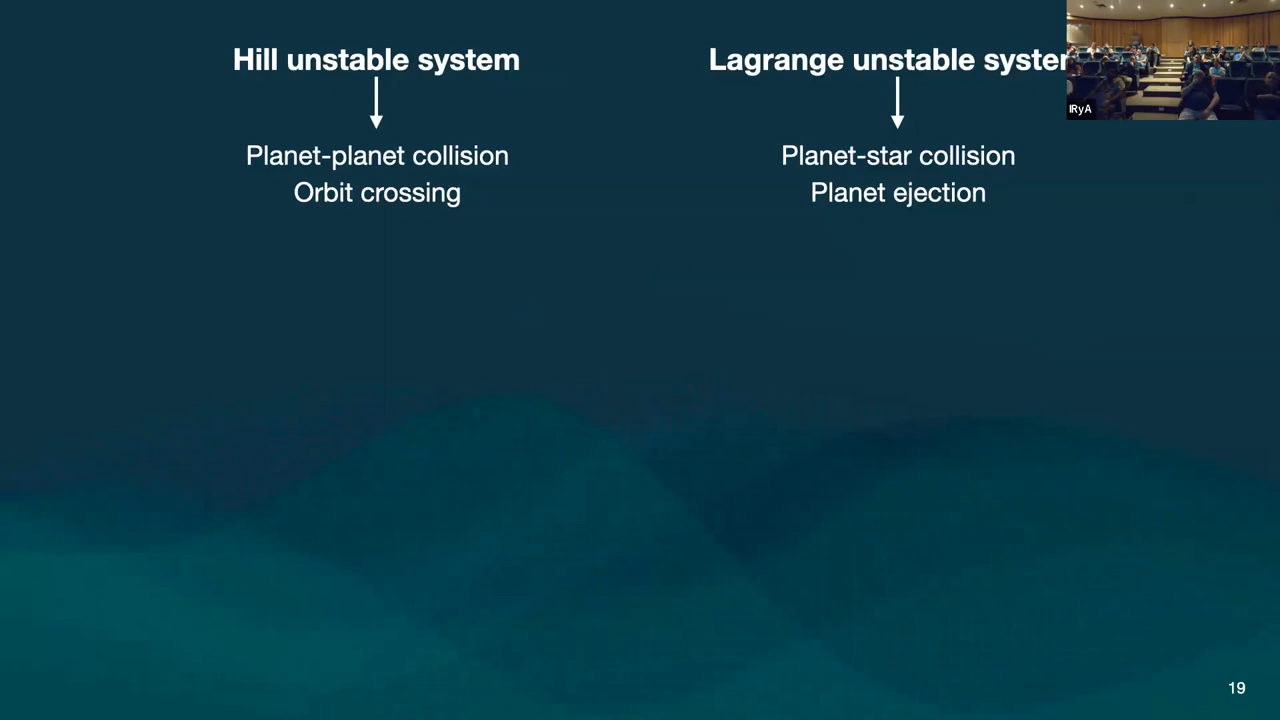 Hill unstable system
Planet-planet collision
Orbit crossing
Lagrange unstable syster
Planet-star collision
Planet ejection
IRyA
19